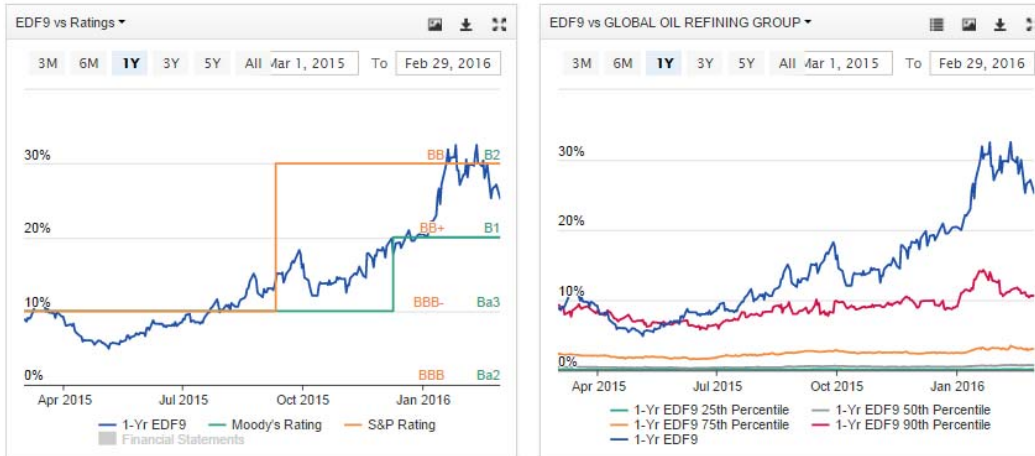 EDF9 vs Ratings
3M 6M 1Y 3Y 5Y All Mar 1, 2015 To Feb 29, 2016
30% BB B2
20% BB+ B1
10% BBB- Ba3
0% BBB Ba2
Apr 2015 Jul 2015 Oct 2015 Jan 2016
1-Yr EDF9 Moody's Rating S&P Rating
Financial Statements
EDF9 vs GLOBAL OIL REFINING GROUP
3M 6M 1Y 3Y 5Y All Mar 1, 2015 To Feb 29, 2016
30%
20%
10%
0%
Apr 2015 Jul 2015 Oct 2015 Jan 2016
1-Yr EDF9 25th Percentile 1-Yr EDF9 50th Percentile
1-Yr EDF9 75th Percentile 1-Yr EDF9 90th Percentile
1-Yr EDF9